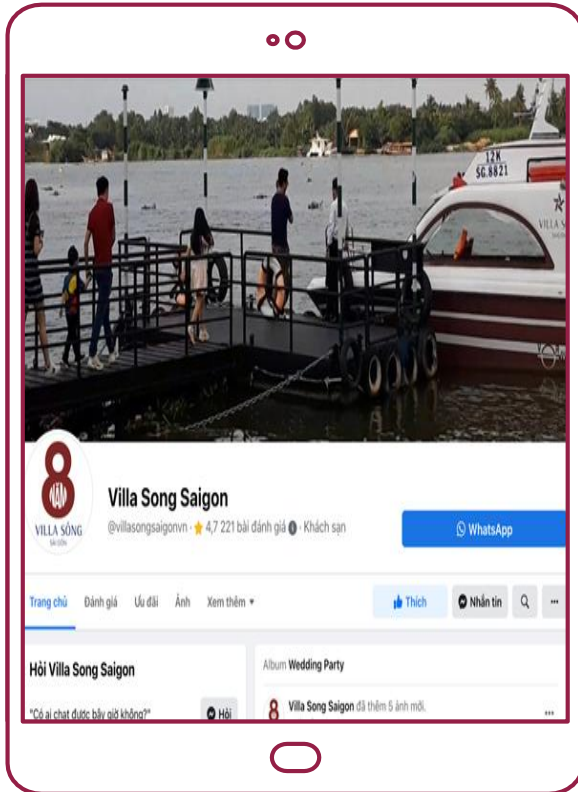 12K
SG.8821
VILLA S
8
NĂM
VILLA SÔNG
SÀI GÒN
Villa Song Saigon
@villasongsaigonvn · 4,7 221 bài đánh giá · Khách sạn
WhatsApp
Trang chủ Đánh giá Ưu đãi Ảnh Xem thêm
Thích Nhắn tin
Hỏi Villa Song Saigon
"Có ai chat được bây giờ không?" Hỏi
Album Wedding Party
Villa Song Saigon đã thêm 5 ảnh mới.